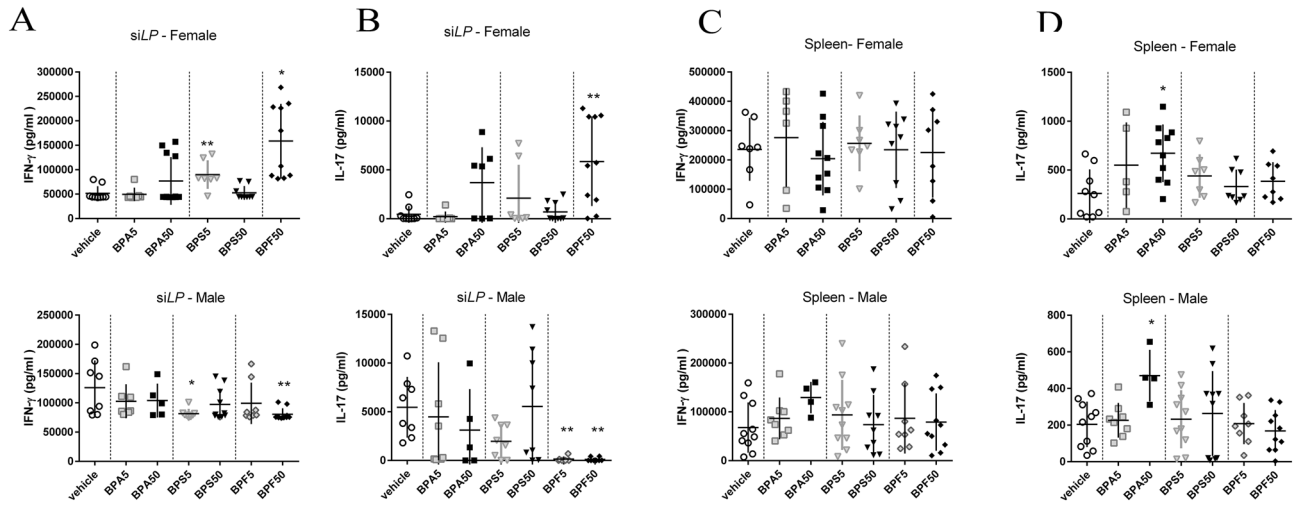 A
siLP - Female
IFN-γ (pg/ml)
300000
250000
200000
150000
100000
50000
0
*
**
vehicle
BPA5
BPA50
BPS5
BPS50
BPF50
siLP - Male
IFN-γ (pg/ml)
250000
200000
150000
100000
50000
0
*
**
vehicle
BPA5
BPA50
BPS5
BPS50
BPF5
BPF50
B
siLP - Female
IL-17 (pg/ml)
15000
10000
5000
0
**
vehicle
BPA5
BPA50
BPS5
BPS50
BPF50
siLP - Male
IL-17 (pg/ml)
15000
10000
5000
0
**
**
vehicle
BPA5
BPA50
BPS5
BPS50
BPF5
BPF50
C
Spleen- Female
IFN-γ (pg/ml)
500000
400000
300000
200000
100000
0
vehicle
BPA5
BPA50
BPS5
BPS50
BPF50
Spleen - Male
IFN-γ (pg/ml)
300000
200000
100000
0
vehicle
BPA5
BPA50
BPS5
BPS50
BPF5
BPF50
D
Spleen - Female
IL-17 (pg/ml)
1500
1000
500
0
*
vehicle
BPA5
BPA50
BPS5
BPS50
BPF50
Spleen - Male
IL-17 (pg/ml)
800
600
400
200
0
*
vehicle
BPA5
BPA50
BPS5
BPS50
BPF5
BPF50